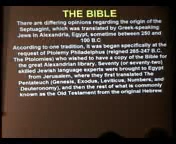 THE BIBLE
There are differing opinions regarding the origin of the
Septuagint, which was translated by Greek-speaking
Jews in Alexandria, Egypt, sometime between 250 and
100 B.C.
According to one tradition, it was began specifically at the
request of Ptolemy Philadelphus (reigned 285-247 B.C.
The Ptolomies) who wished to have a copy of the Bible for
the great Alexandrian library. Seventy (or seventy-two)
skilled Jewish language experts were brought to Egypt
from Jerusalem, where they first translated The
Pentateuch (Genesis, Exodus, Leviticus, Numbers, and
Deuteronomy), and then the rest of what is commonly
known as the Old Testament from the original Hebrew.